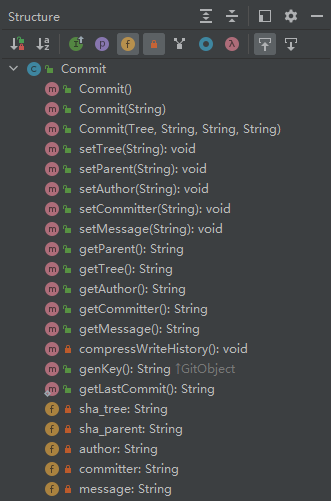 Structure
Commit
Commit()
Commit(String)
Commit(Tree, String, String, String)
setTree(String): void
setParent(String): void
setAuthor(String): void
setCommitter(String): void
setMessage(String): void
getParent(): String
getTree(): String
getAuthor(): String
getCommitter(): String
getMessage(): String
compressWriteHistory(): void
genKey(): String ↑GitObject
getLastCommit(): String
sha_tree: String
sha_parent: String
author: String
committer: String
message: String